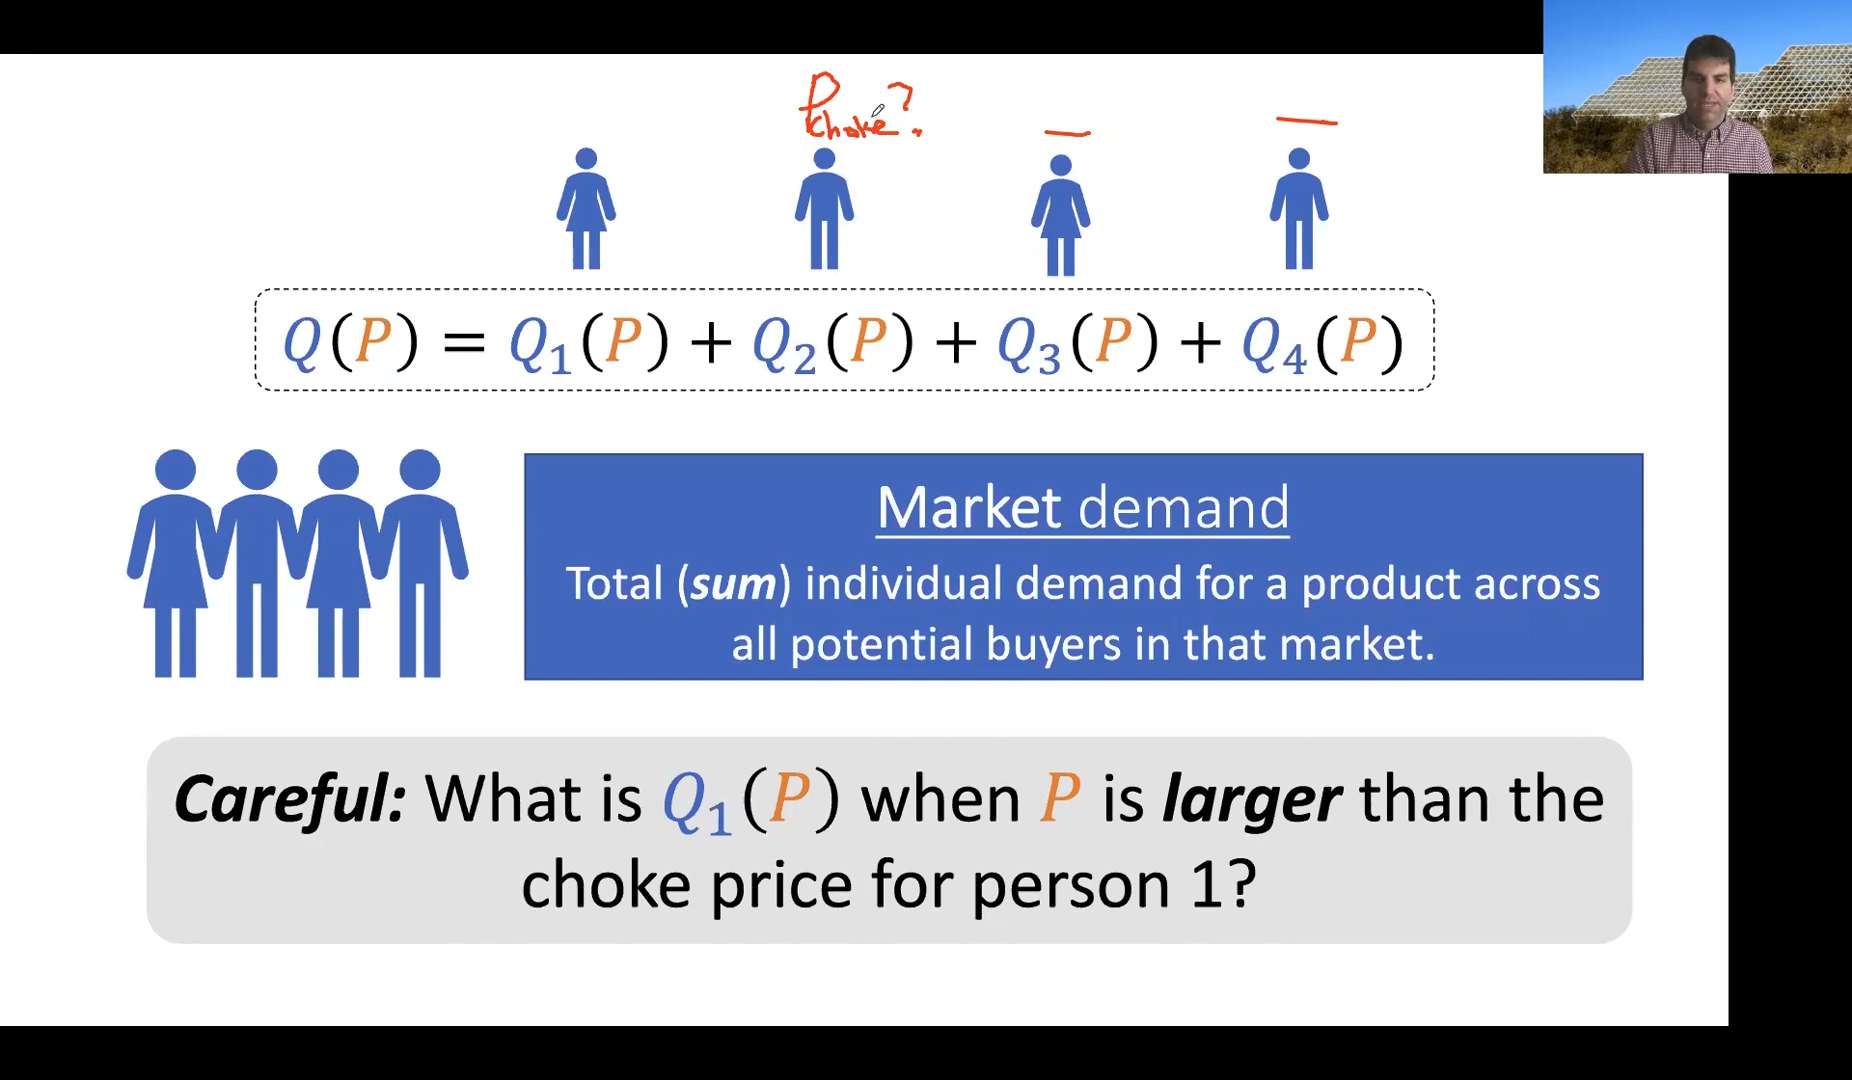 P choke?
Q(P) = Q₁(P) + Q₂(P) + Q₃(P) + Q₄(P)
Market demand
Total (sum) individual demand for a product across
all potential buyers in that market.
Careful: What is Q₁(P) when P is larger than the
choke price for person 1?